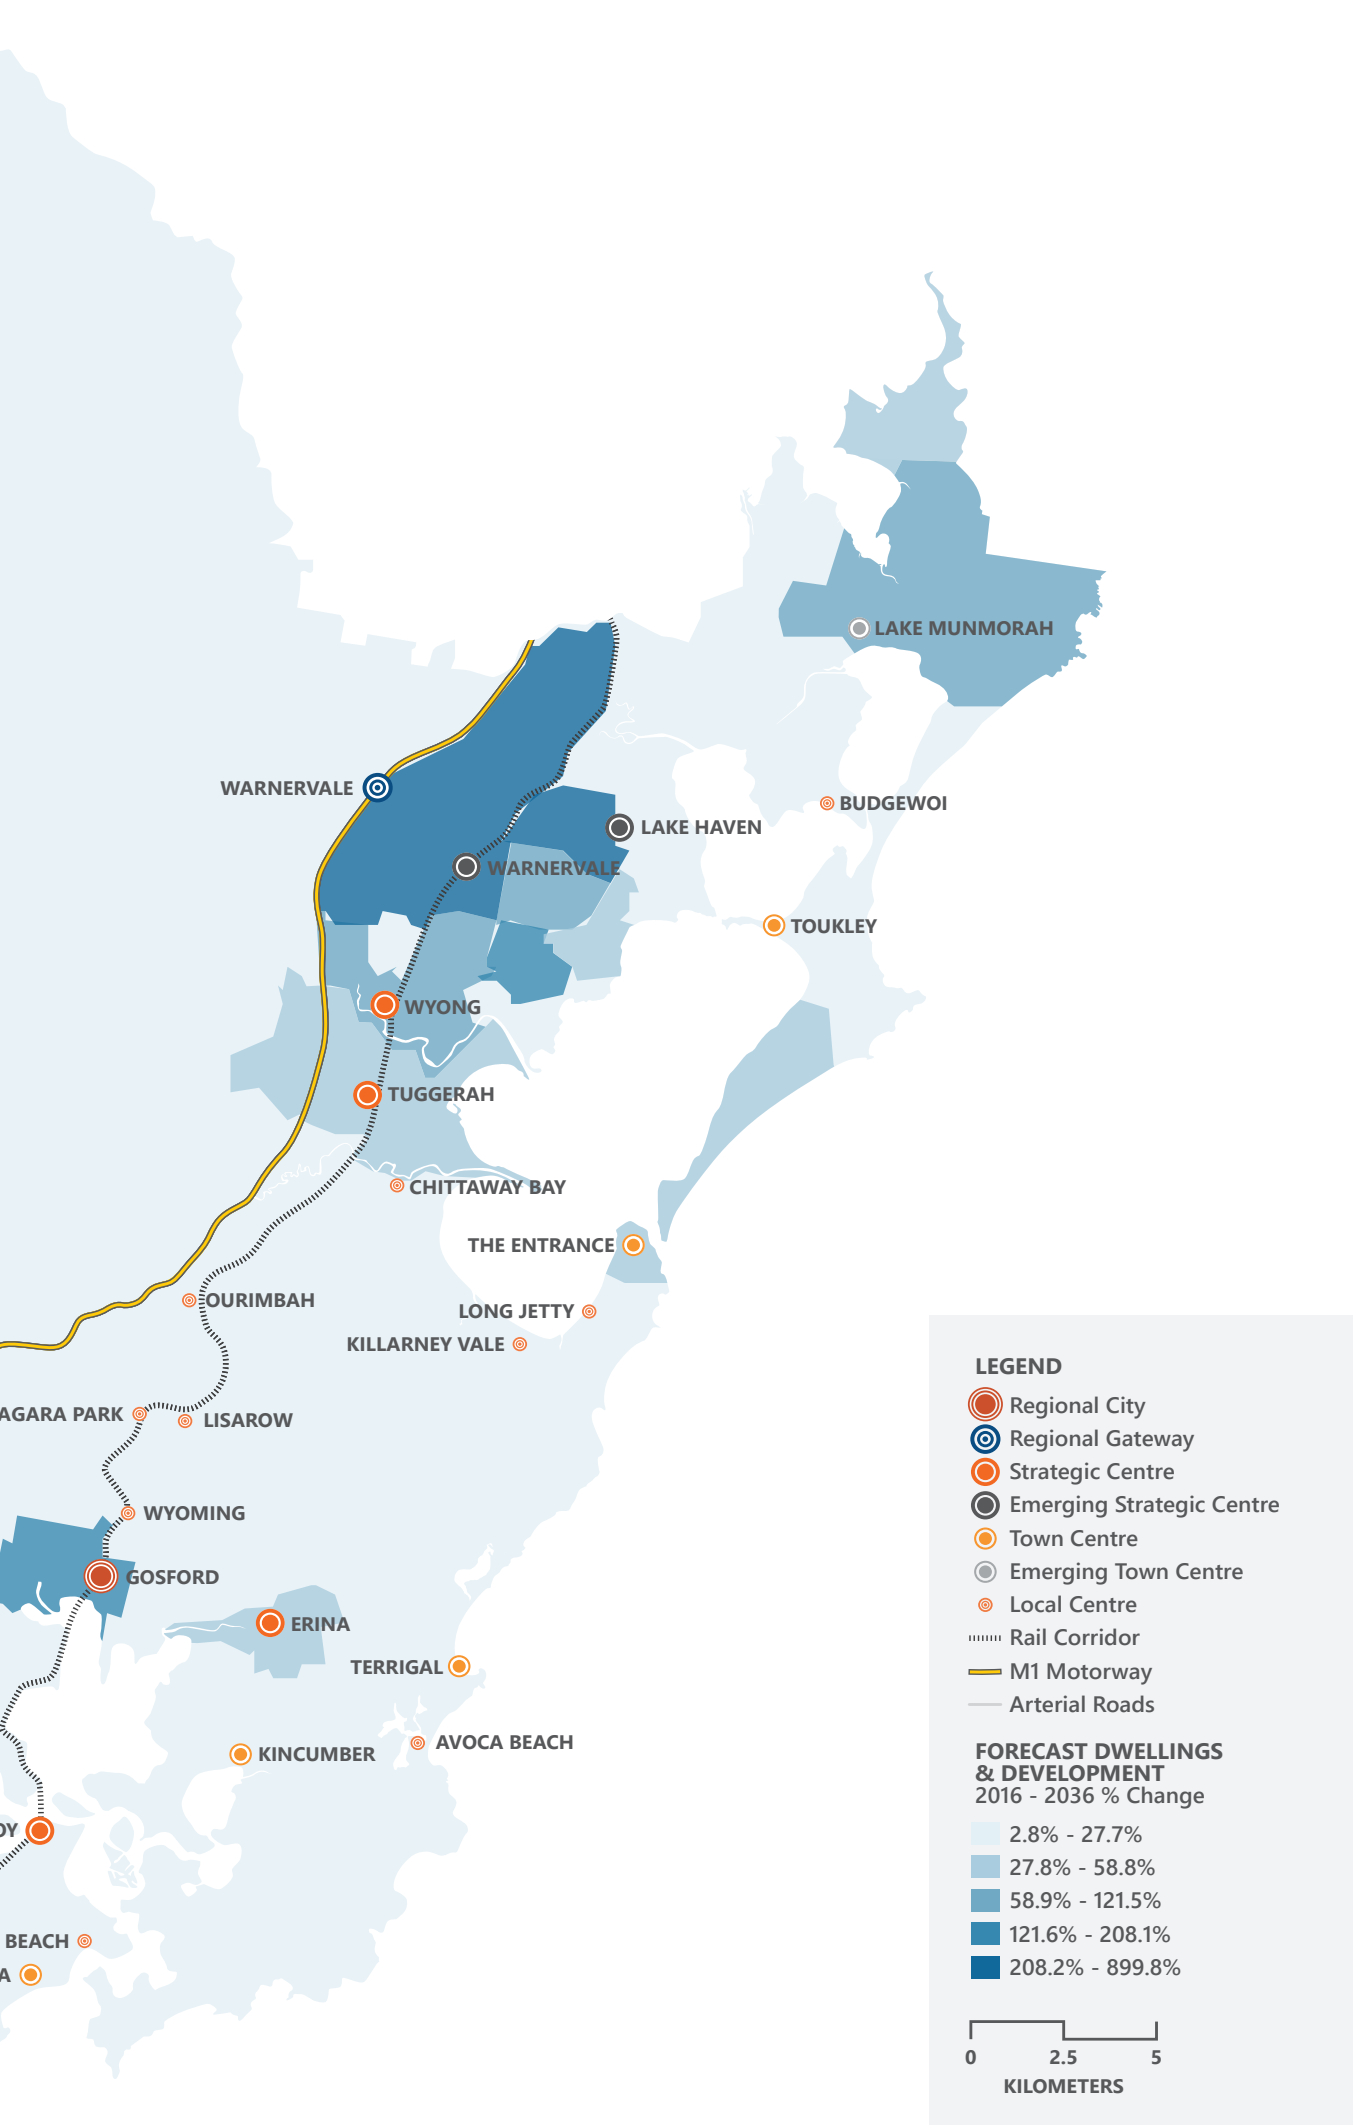 LAKE MUNMORAH
WARNERVALE
BUDGEWOI
LAKE HAVEN
WARNERVALE
TOUKLEY
WYONG
TUGGERAH
CHITTAWAY BAY
THE ENTRANCE
OURIMBAH
LONG JETTY
KILLARNEY VALE
AGARA PARK
LISAROW
WYOMING
GOSFORD
ERINA
TERRIGAL
AVOCA BEACH
KINCUMBER
OY
BEACH
A
LEGEND
Regional City
Regional Gateway
Strategic Centre
Emerging Strategic Centre
Town Centre
Emerging Town Centre
Local Centre
Rail Corridor
M1 Motorway
Arterial Roads
FORECAST DWELLINGS
& DEVELOPMENT
2016 - 2036 % Change
2.8% - 27.7%
27.8% - 58.8%
58.9% - 121.5%
121.6% - 208.1%
208.2% - 899.8%
0 2.5 5
KILOMETERS